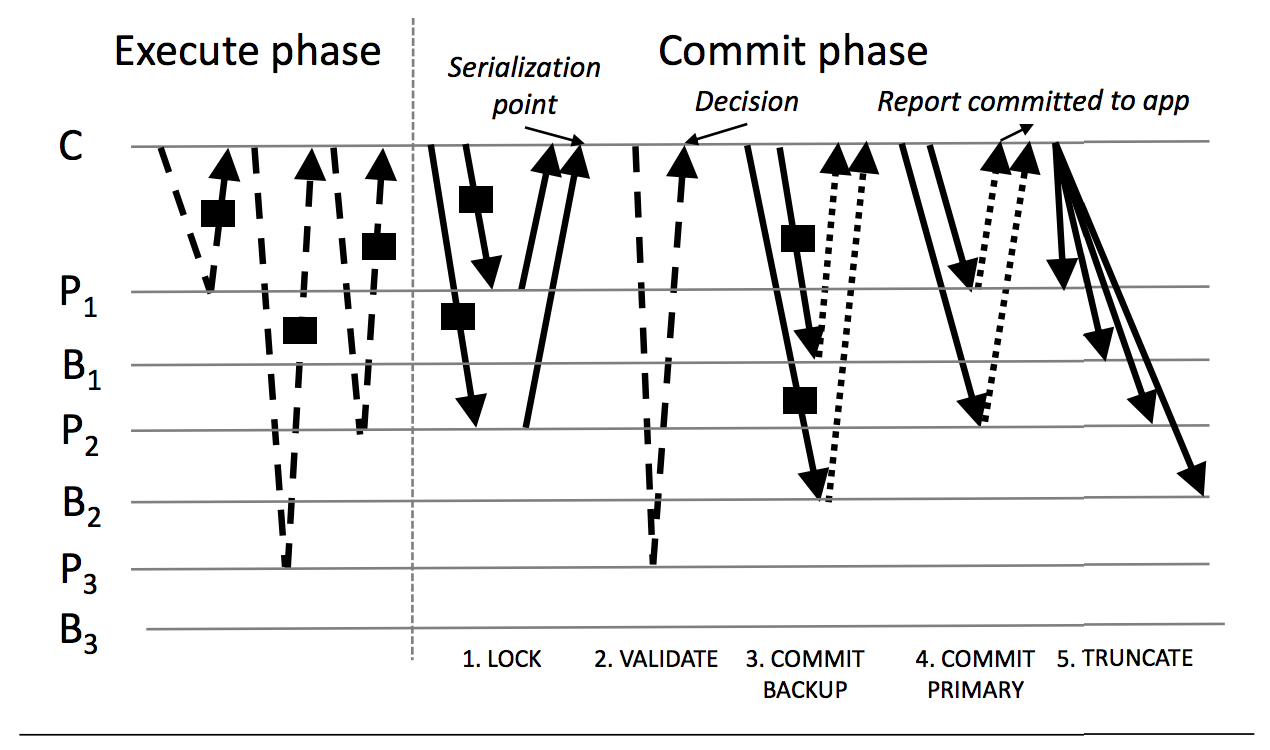 Execute phase
Commit phase
Serialization
point
Decision
Report committed to app
C
P1
B1
P2
B2
P3
B3
1. LOCK
2. VALIDATE
3. COMMIT
BACKUP
4. COMMIT
PRIMARY
5. TRUNCATE